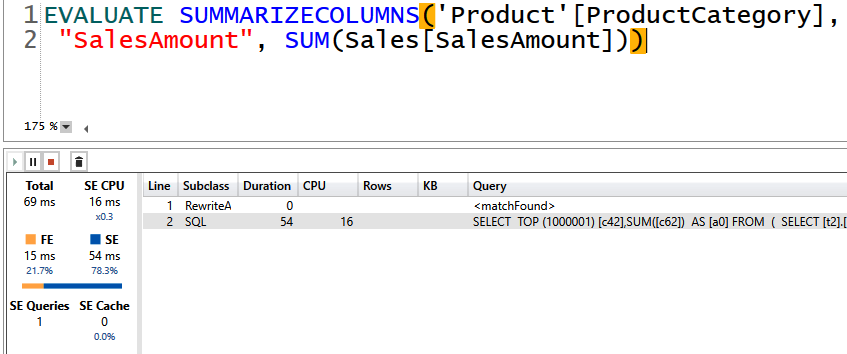 1 EVALUATE SUMMARIZECOLUMNS('Product'[ProductCategory],
2 "SalesAmount", SUM(Sales[SalesAmount]))
175 %
Total SE CPU
69 ms 16 ms
x0.3
FE SE
15 ms 54 ms
21.7% 78.3%
SE Queries SE Cache
1 0
0.0%
Line Subclass Duration CPU Rows KB Query
1 RewriteA 0 <matchFound>
2 SQL 54 16 SELECT TOP (1000001) [c42],SUM([c62]) AS [a0] FROM ( SELECT [t2].[